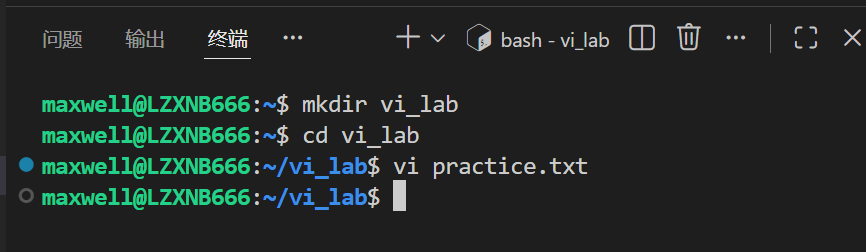 问题 输出 终端 ··· bash - vi_lab ···
maxwell@LZXNB666:~$ mkdir vi_lab
maxwell@LZXNB666:~$ cd vi_lab
maxwell@LZXNB666:~/vi_lab$ vi practice.txt
maxwell@LZXNB666:~/vi_lab$